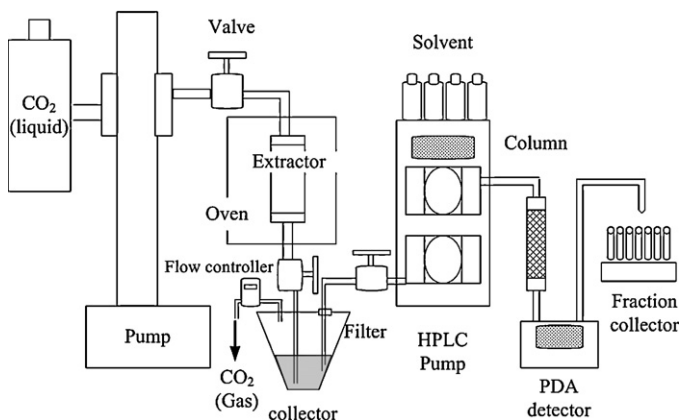 Valve
Solvent
CO₂
(liquid)
Extractor
Column
Oven
Flow controller
Pump
Filter
CO₂
(Gas)
collector
HPLC
Pump
Fraction
collector
PDA
detector